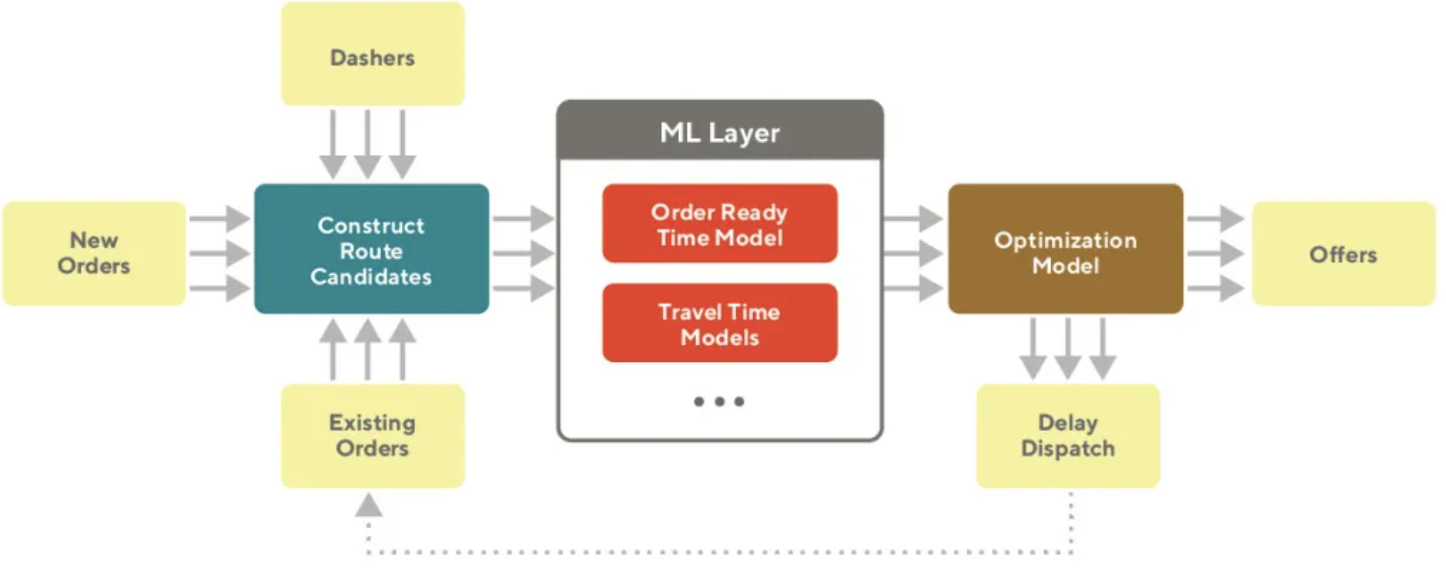 Dashers
ML Layer
New
Orders
Construct
Route
Candidates
Order Ready
Time Model
Travel Time
Models
Optimization
Model
Offers
Existing
Orders
Delay
Dispatch